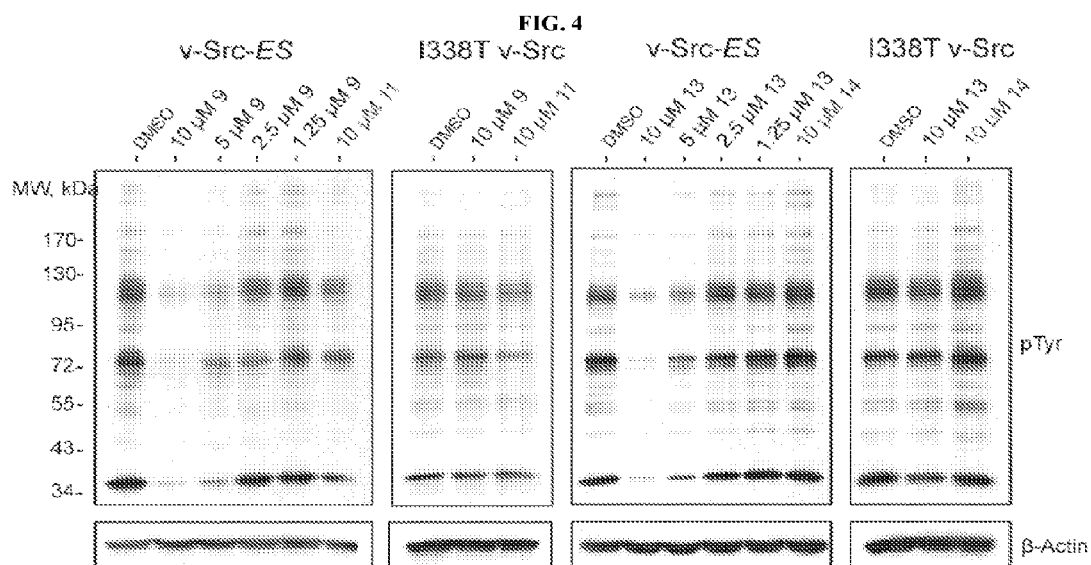 FIG. 4
v-Src-ES
I338T v-Src
v-Src-ES
I338T v-Src
DMSO
10 µM 9
5 µM 9
2.5 µM 9
1.25 µM 9
10 µM 11
DMSO
10 µM 9
10 µM 11
DMSO
10 µM 13
5 µM 13
2.5 µM 13
1.25 µM 13
10 µM 14
DMSO
10 µM 13
10 µM 14
MW, kDa
170-
130-
95-
72-
55-
43-
34-
pTyr
β-Actin